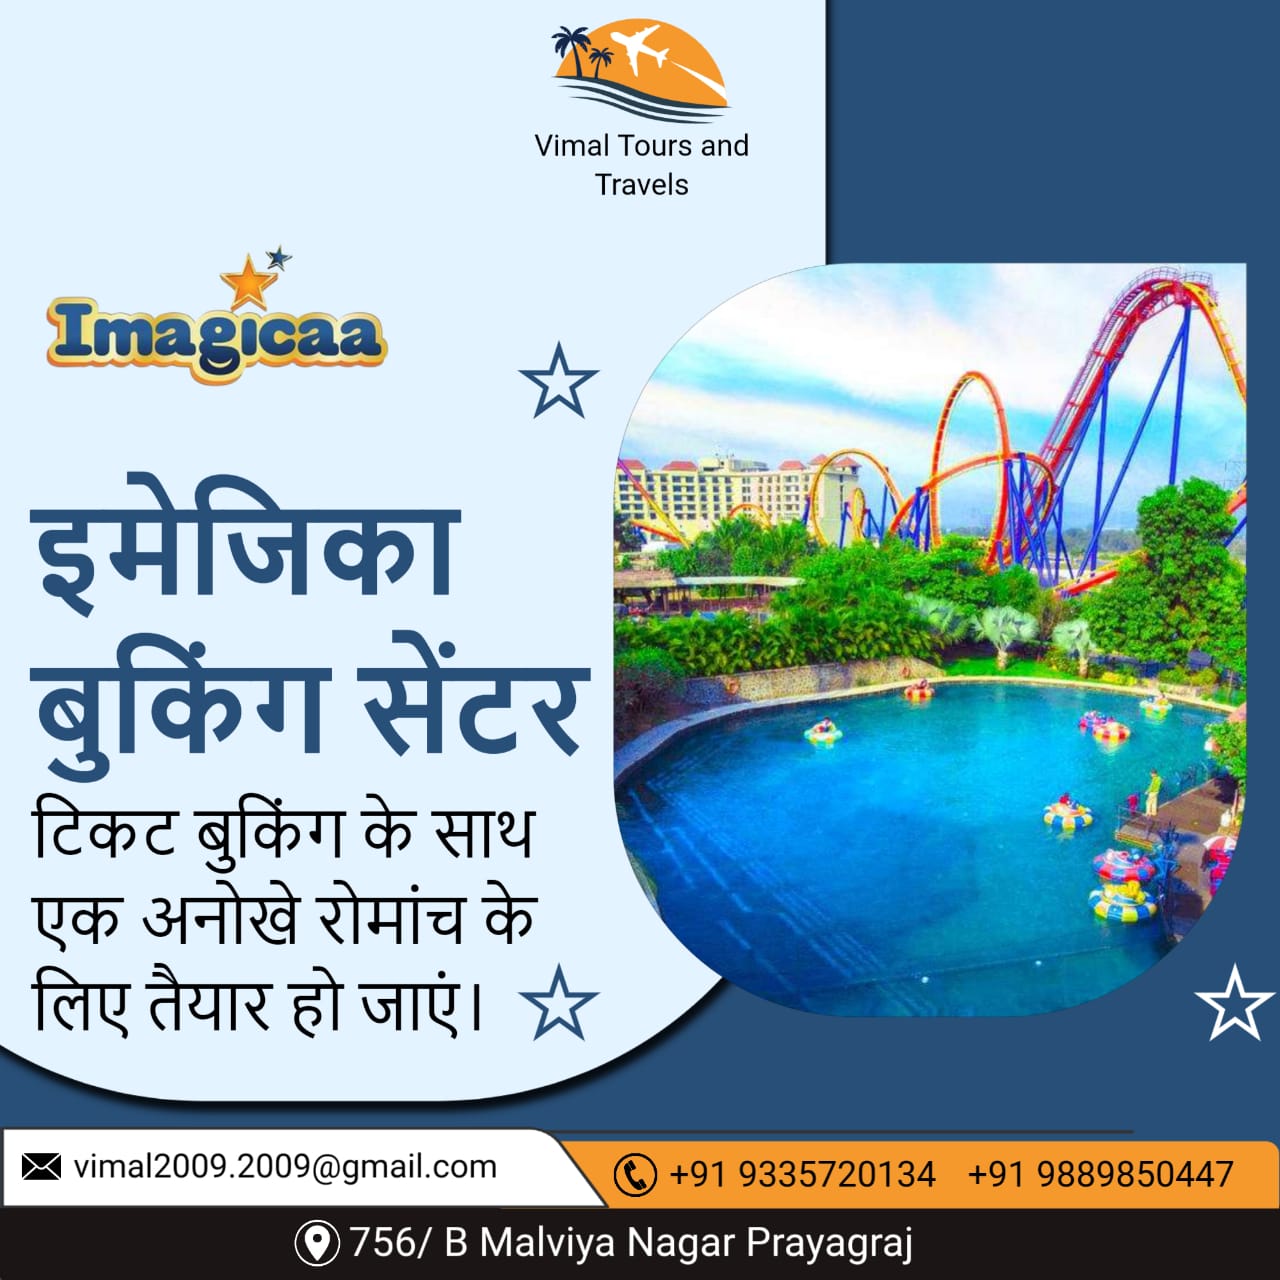 Vimal Tours and
Travels
Imagicaa
इमेजिका
बुकिंग सेंटर
टिकट बुकिंग के साथ
एक अनोखे रोमांच के
लिए तैयार हो जाएं।
vimal2009.2009@gmail.com
+91 9335720134 +91 9889850447
756/ B Malviya Nagar Prayagraj